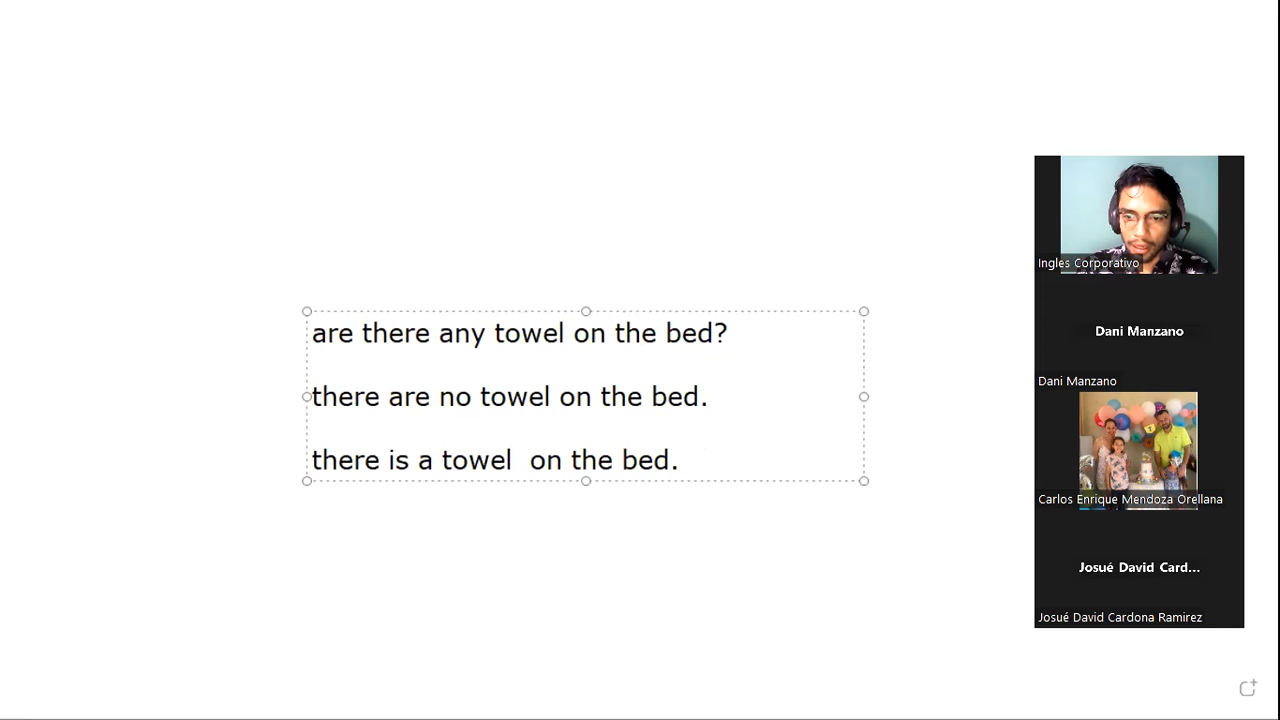 are there any towel on the bed?
there are no towel on the bed.
there is a towel  on the bed.
Ingles Corporativo
Dani Manzano
Dani Manzano
Carlos Enrique Mendoza Orellana
Josué David Card...
Josué David Cardona Ramirez